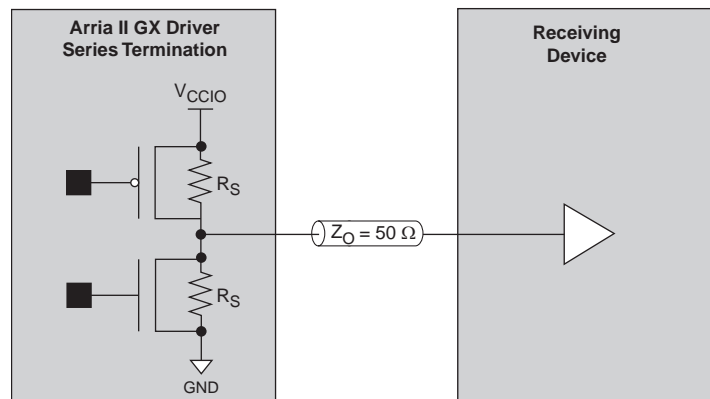 Arria II GX Driver
Series Termination
VCCIO
RS
RS
GND
ZO = 50 Ω
Receiving
Device